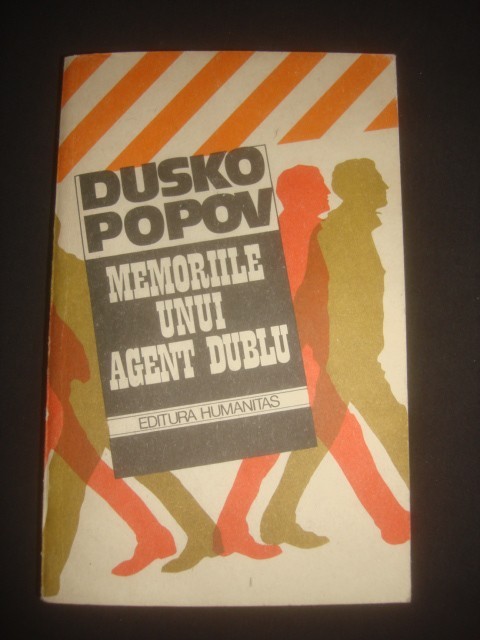 DUSKO
POPOV
MEMORIILE
UNUI
AGENT DUBLU
EDITURA HUMANITAS